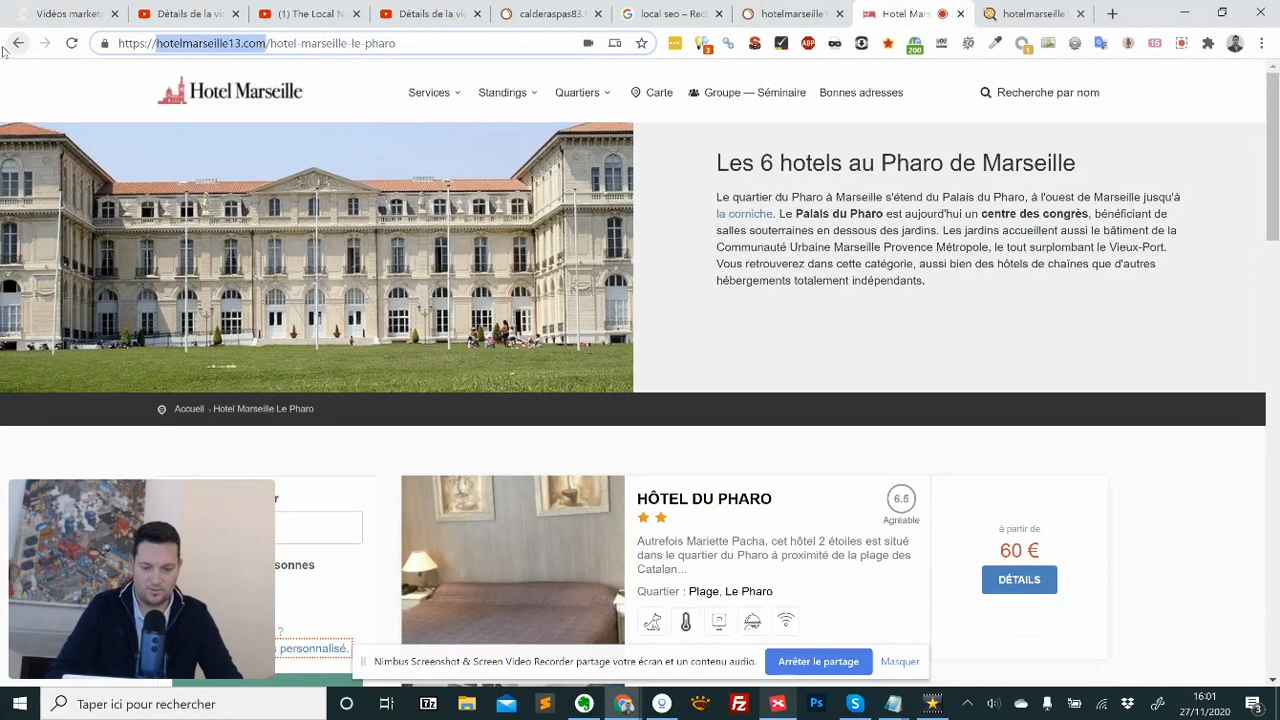 Vidéos market
Détails de la vi
(1) The Local N
Détails de la vi
calderaspas83.
local seo - Recl
hotelmarseille1
Hotel Mars
hotelmarseille1
https://hotelmarseille13.com/hotel-marseille-le-pharo
3
200
1
15
Hotel Marseille
Services
Standings
Quartiers
Carte
Groupe — Séminaire
Bonnes adresses
Recherche par nom
Les 6 hotels au Pharo de Marseille
Le quartier du Pharo à Marseille s'étend du Palais du Pharo, à l'ouest de Marseille jusqu'à
la corniche. Le Palais du Pharo est aujourd'hui un centre des congrès, bénéficiant de
salles souterraines en dessous des jardins. Les jardins accueillent aussi le bâtiment de la
Communauté Urbaine Marseille Provence Métropole, le tout surplombant le Vieux-Port.
Vous retrouverez dans cette catégorie, aussi bien des hôtels de chaînes que d'autres
hébergements totalement indépendants.
Accueil › Hotel Marseille Le Pharo
HÔTEL DU PHARO
6.5
Agréable
Autrefois Mariette Pacha, cet hôtel 2 étoiles est situé
dans le quartier du Pharo à proximité de la plage des
Catalan...
Quartier : Plage, Le Pharo
à partir de
60 €
DÉTAILS
r
sonnes
?
s personnalisé.
Nimbus Screenshot & Screen Video Recorder partage votre écran et un contenu audio.
Arrêter le partage
Masquer
Taper ici pour rechercher
16:01
27/11/2020
3